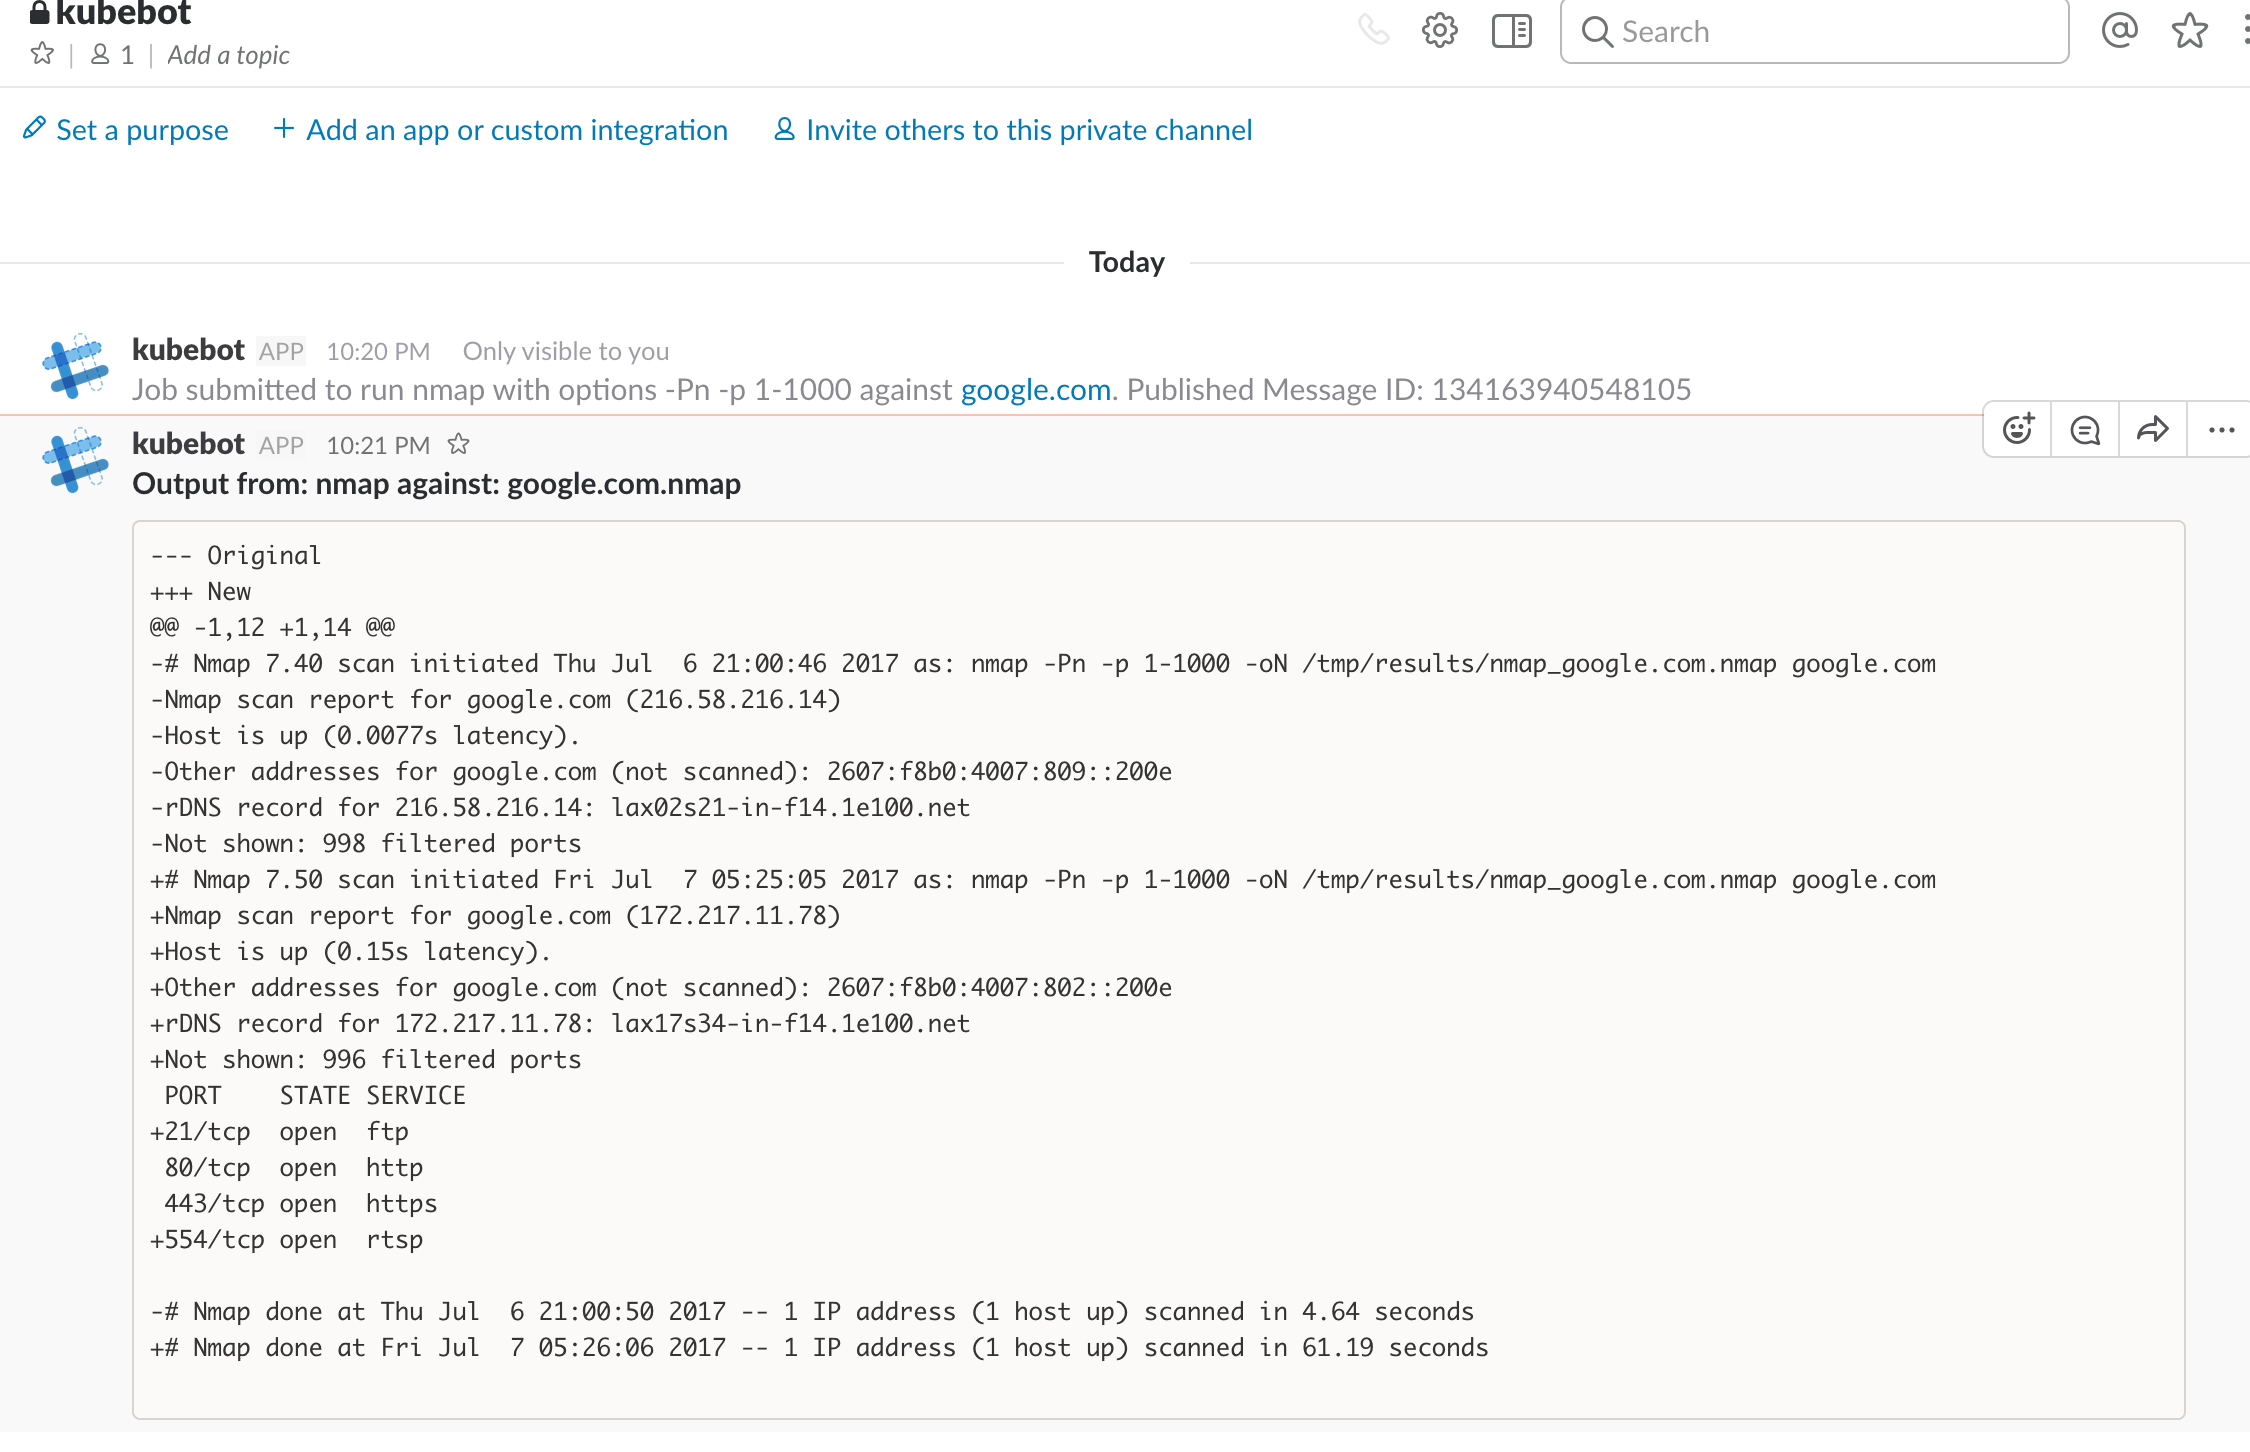 kubebot
1 Add a topic
Search
Set a purpose + Add an app or custom integration Invite others to this private channel
Today
kubebot APP 10:20 PM Only visible to you
Job submitted to run nmap with options -Pn -p 1-1000 against google.com. Published Message ID: 134163940548105
kubebot APP 10:21 PM
Output from: nmap against: google.com.nmap
--- Original
+++ New
@@ -1,12 +1,14 @@
-# Nmap 7.40 scan initiated Thu Jul  6 21:00:46 2017 as: nmap -Pn -p 1-1000 -oN /tmp/results/nmap_google.com.nmap google.com
-Nmap scan report for google.com (216.58.216.14)
-Host is up (0.0077s latency).
-Other addresses for google.com (not scanned): 2607:f8b0:4007:809::200e
-rDNS record for 216.58.216.14: lax02s21-in-f14.1e100.net
-Not shown: 998 filtered ports
+# Nmap 7.50 scan initiated Fri Jul  7 05:25:05 2017 as: nmap -Pn -p 1-1000 -oN /tmp/results/nmap_google.com.nmap google.com
+Nmap scan report for google.com (172.217.11.78)
+Host is up (0.15s latency).
+Other addresses for google.com (not scanned): 2607:f8b0:4007:802::200e
+rDNS record for 172.217.11.78: lax17s34-in-f14.1e100.net
+Not shown: 996 filtered ports
 PORT    STATE SERVICE
+21/tcp  open  ftp
 80/tcp  open  http
 443/tcp open  https
+554/tcp open  rtsp
-# Nmap done at Thu Jul  6 21:00:50 2017 -- 1 IP address (1 host up) scanned in 4.64 seconds
+# Nmap done at Fri Jul  7 05:26:06 2017 -- 1 IP address (1 host up) scanned in 61.19 seconds